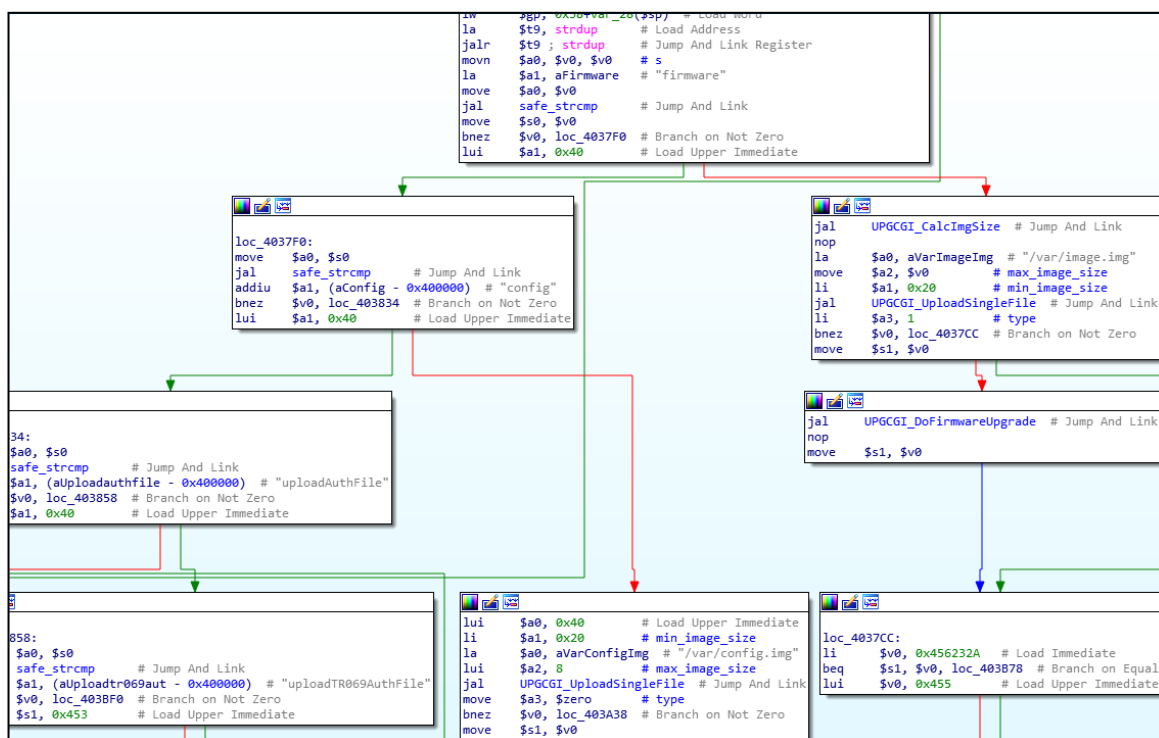 lw $gp, 0x38+var_28($sp) # Load Word
la $t9, strdup # Load Address
jalr $t9 ; strdup # Jump And Link Register
movn $a0, $v0, $v0 # s
la $a1, aFirmware # "firmware"
move $a0, $v0
jal safe_strcmp # Jump And Link
move $s0, $v0
bnez $v0, loc_4037F0 # Branch on Not Zero
lui $a1, 0x40 # Load Upper Immediate
loc_4037F0:
move $a0, $s0
jal safe_strcmp # Jump And Link
addiu $a1, (aConfig - 0x400000) # "config"
bnez $v0, loc_403834 # Branch on Not Zero
lui $a1, 0x40 # Load Upper Immediate
jal UPGCGI_CalcImgSize # Jump And Link
nop
la $a0, aVarImageImg # "/var/image.img"
move $a2, $v0 # max_image_size
li $a1, 0x20 # min_image_size
jal UPGCGI_UploadSingleFile # Jump And Link
li $a3, 1 # type
bnez $v0, loc_4037CC # Branch on Not Zero
move $s1, $v0
34:
$a0, $s0
safe_strcmp # Jump And Link
$a1, (aUploadauthfile - 0x400000) # "uploadAuthFile"
$v0, loc_403858 # Branch on Not Zero
$a1, 0x40 # Load Upper Immediate
jal UPGCGI_DoFirmwareUpgrade # Jump And Link
nop
move $s1, $v0
858:
$a0, $s0
safe_strcmp # Jump And Link
$a1, (aUploadtr069aut - 0x400000) # "uploadTR069AuthFile"
$v0, loc_403BF0 # Branch on Not Zero
$s1, 0x453 # Load Upper Immediate
lui $a0, 0x40 # Load Upper Immediate
li $a1, 0x20 # min_image_size
la $a0, aVarConfigImg # "/var/config.img"
lui $a2, 8 # max_image_size
jal UPGCGI_UploadSingleFile # Jump And Link
move $a3, $zero # type
bnez $v0, loc_403A38 # Branch on Not Zero
move $s1, $v0
loc_4037CC:
li $v0, 0x456232A # Load Immediate
beq $s1, $v0, loc_403B78 # Branch on Equal
lui $v0, 0x455 # Load Upper Immediate